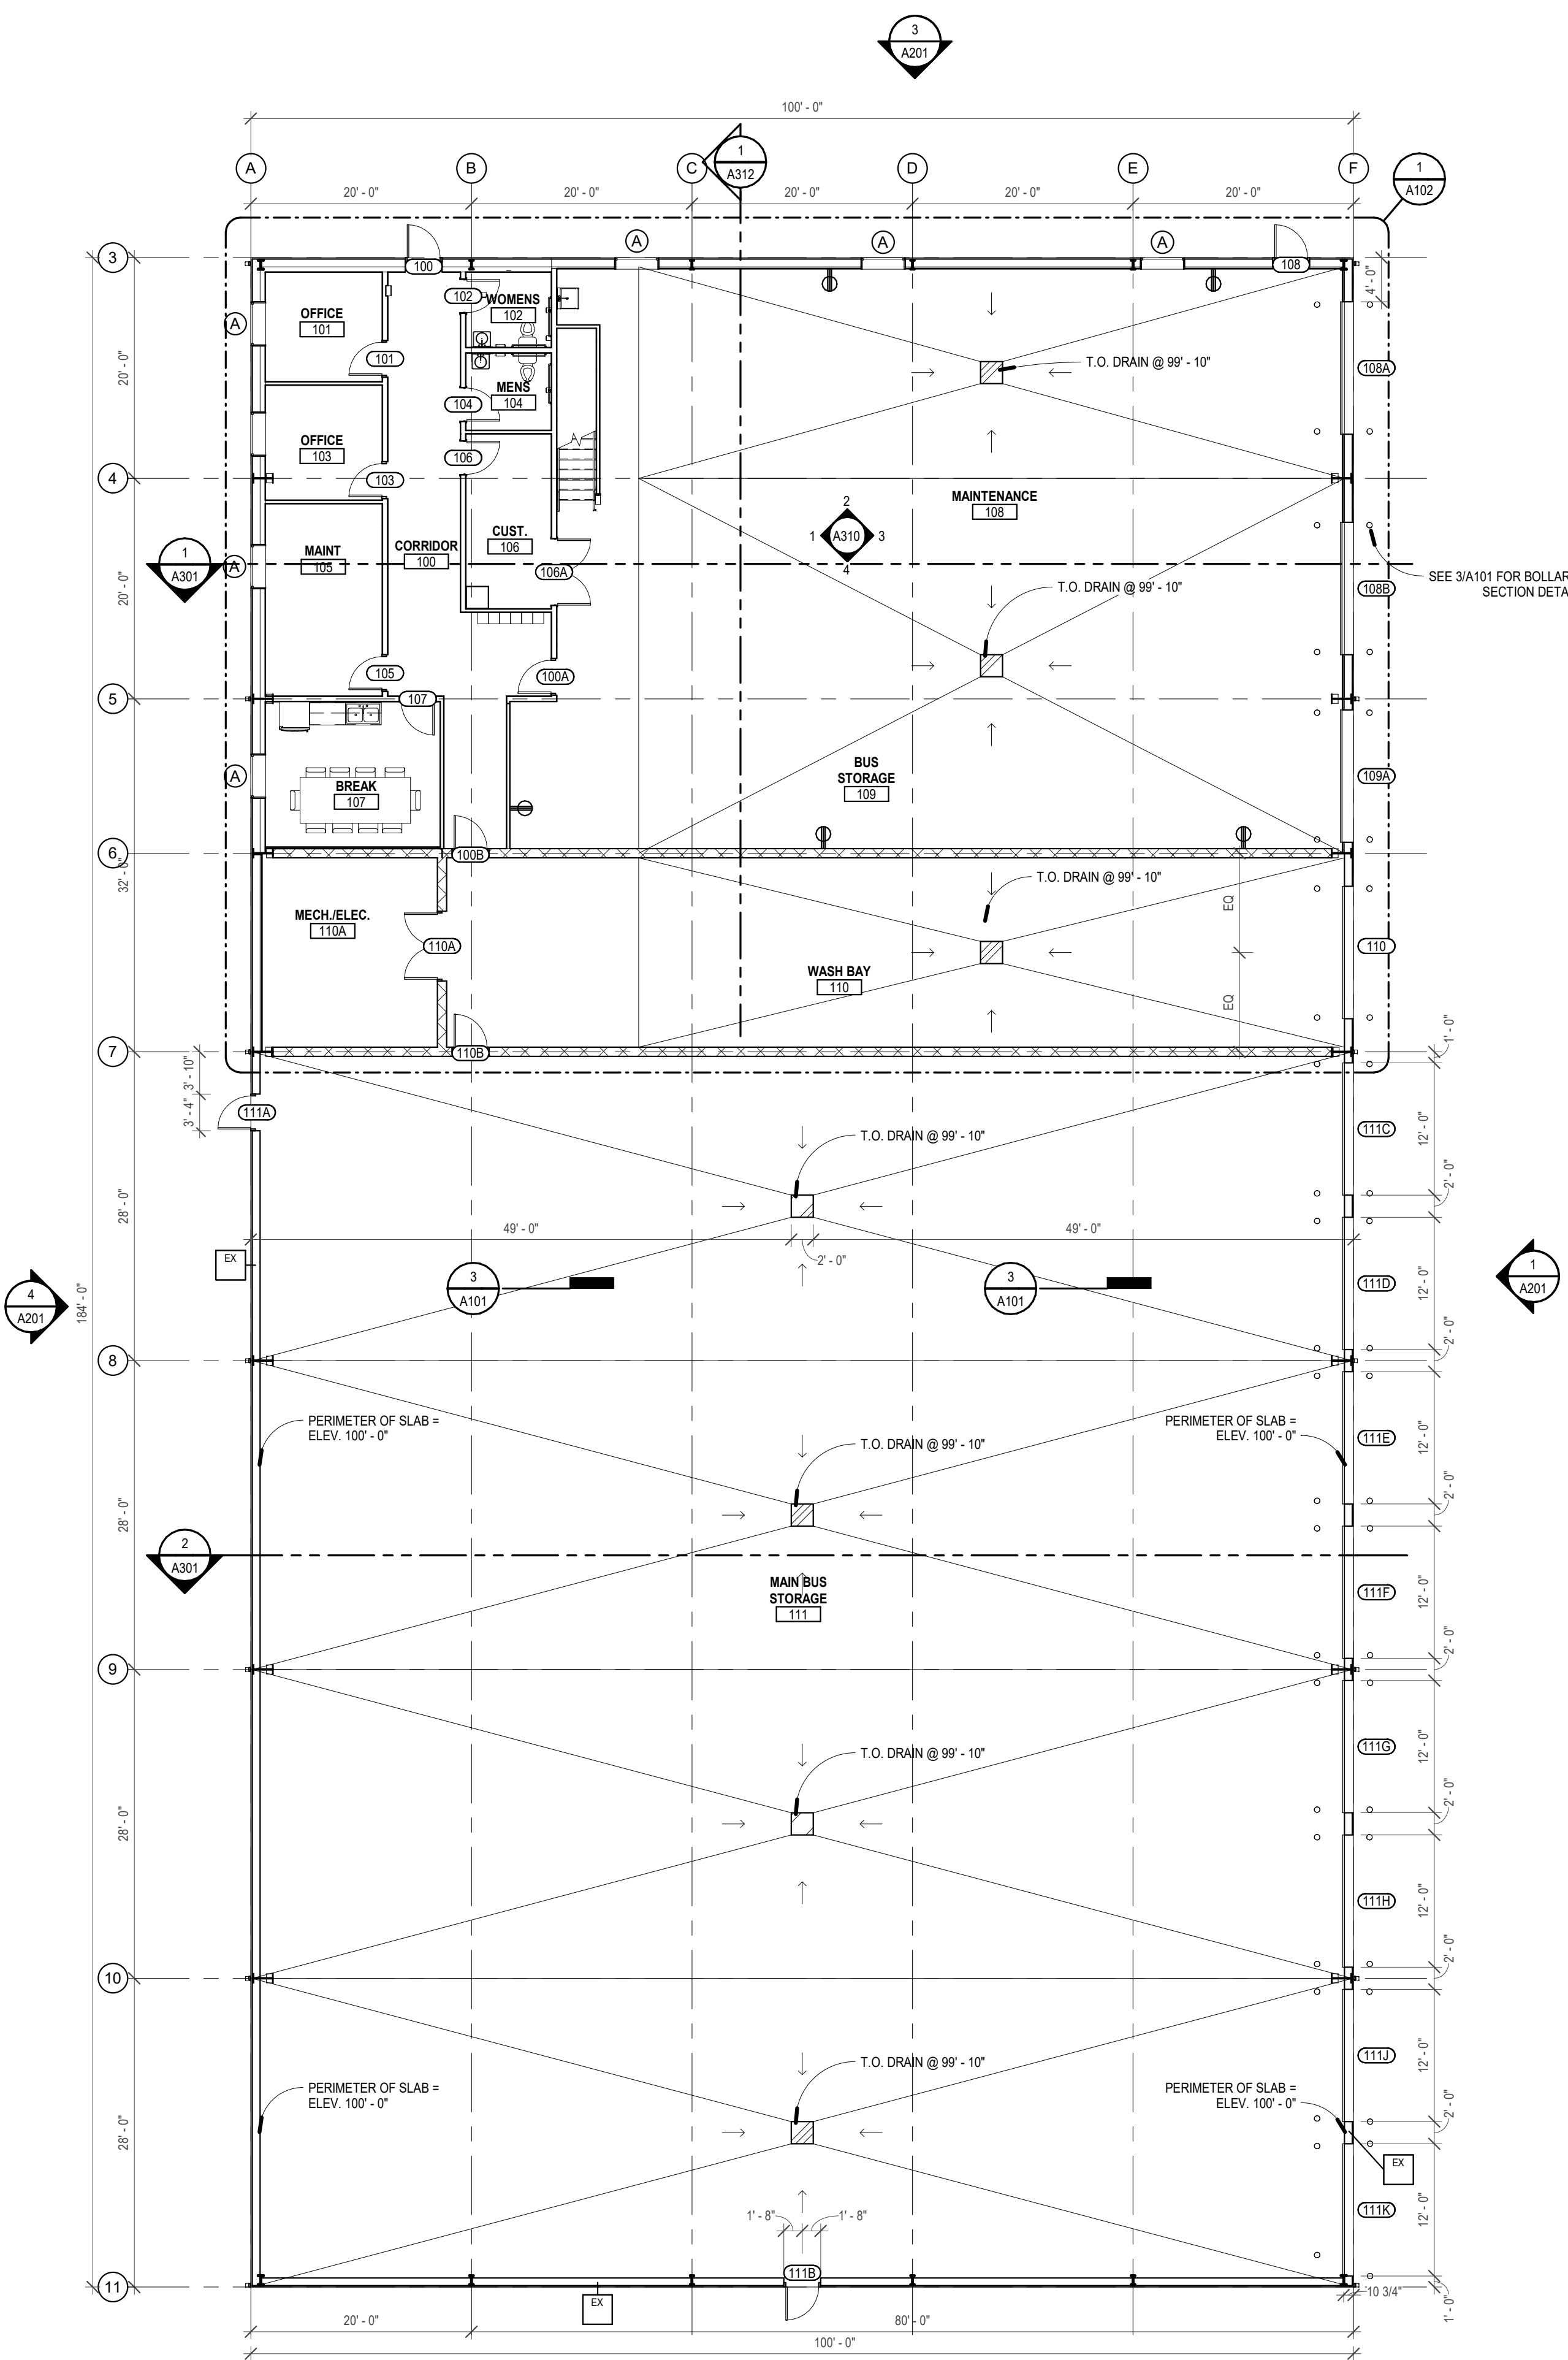 3
A201
100' - 0"
A
B
C
1
A312
D
E
F
1
A102
20' - 0"
20' - 0"
20' - 0"
20' - 0"
20' - 0"
3
A
A
A
100
108
4' - 0"
102
WOMENS
102
OFFICE
101
A
101
20' - 0"
T.O. DRAIN @ 99' - 10"
108A
MENS
104
104
OFFICE
103
106
103
4
MAINTENANCE
108
CUST.
106
2
1
A310
3
4
MAINT
105
CORRIDOR
100
1
A301
A
106A
20' - 0"
T.O. DRAIN @ 99' - 10"
108B
SEE 3/A101 FOR BOLLAR
SECTION DETA
105
100A
5
107
BUS
STORAGE
109
A
109A
BREAK
107
6
100B
32' - 0"
T.O. DRAIN @ 99' - 10"
EQ
MECH./ELEC.
110A
110A
110
WASH BAY
110
EQ
7
110B
1' - 0"
3' - 10"
3' - 4"
111A
T.O. DRAIN @ 99' - 10"
111C
12' - 0"
2' - 0"
28' - 0"
49' - 0"
49' - 0"
2' - 0"
EX
3
A101
3
A101
111D
12' - 0"
4
A201
184' - 0"
1
A201
2' - 0"
8
PERIMETER OF SLAB =
ELEV. 100' - 0"
PERIMETER OF SLAB =
ELEV. 100' - 0"
111E
12' - 0"
T.O. DRAIN @ 99' - 10"
2' - 0"
28' - 0"
2
A301
MAIN BUS
STORAGE
111
111F
12' - 0"
2' - 0"
9
T.O. DRAIN @ 99' - 10"
111G
12' - 0"
2' - 0"
28' - 0"
111H
12' - 0"
2' - 0"
10
T.O. DRAIN @ 99' - 10"
111J
12' - 0"
PERIMETER OF SLAB =
ELEV. 100' - 0"
PERIMETER OF SLAB =
ELEV. 100' - 0"
2' - 0"
28' - 0"
EX
1' - 8"
1' - 8"
111K
12' - 0"
111B
11
10 3/4"
1' - 0"
EX
20' - 0"
80' - 0"
100' - 0"